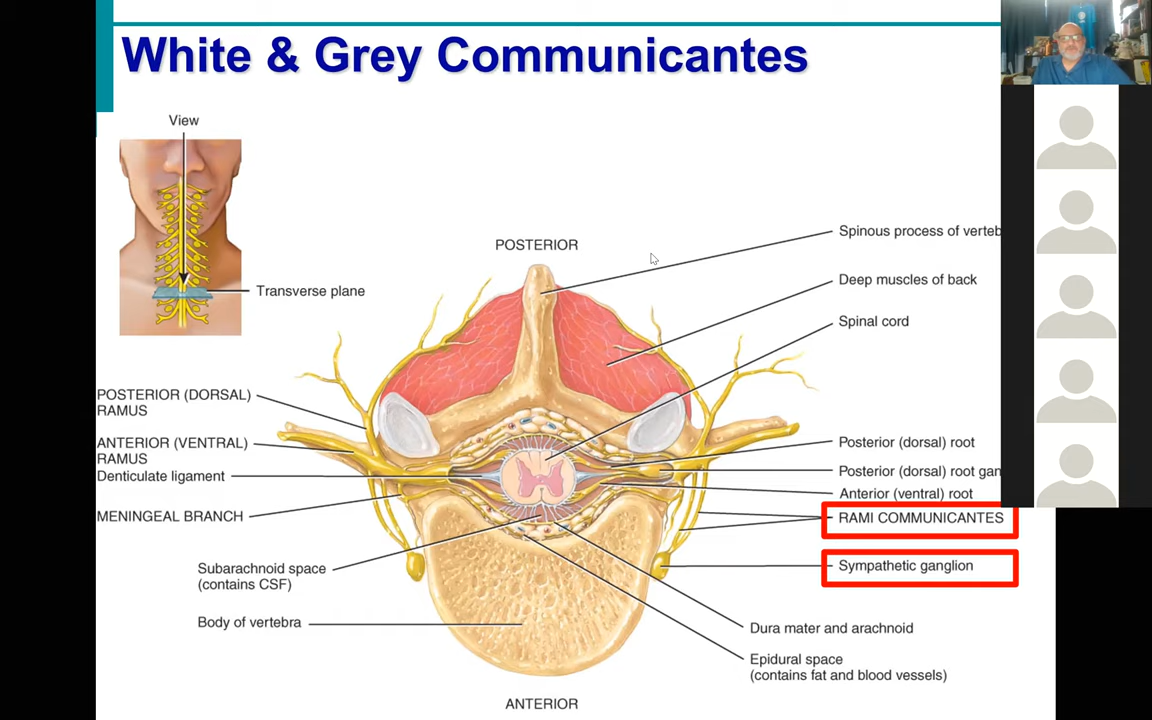 White & Grey Communicantes
View
Transverse plane
POSTERIOR
Spinous process of verteb
Deep muscles of back
Spinal cord
POSTERIOR (DORSAL)
RAMUS
ANTERIOR (VENTRAL)
RAMUS
Denticulate ligament
MENINGEAL BRANCH
Subarachnoid space
(contains CSF)
Body of vertebra
Posterior (dorsal) root
Posterior (dorsal) root gan
Anterior (ventral) root
RAMI COMMUNICANTES
Sympathetic ganglion
Dura mater and arachnoid
Epidural space
(contains fat and blood vessels)
ANTERIOR